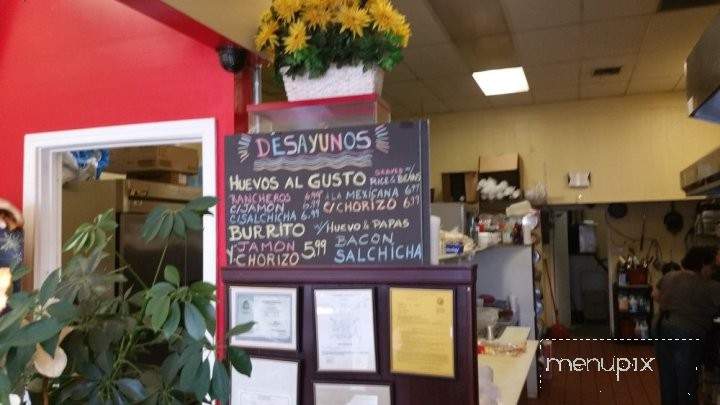 DESAYUNOS
HUEVOS AL GUSTO SERVED W/ RICE & BEANS
RANCHEROS 6.99 A LA MEXICANA 6.99
C/JAMON 6.99 C/CHORIZO 6.99
C/SALCHICHA 6.99
BURRITO W/HUEVO & PAPAS
Y JAMON BACON
Y CHORIZO 5.99 SALCHICHA
menupix